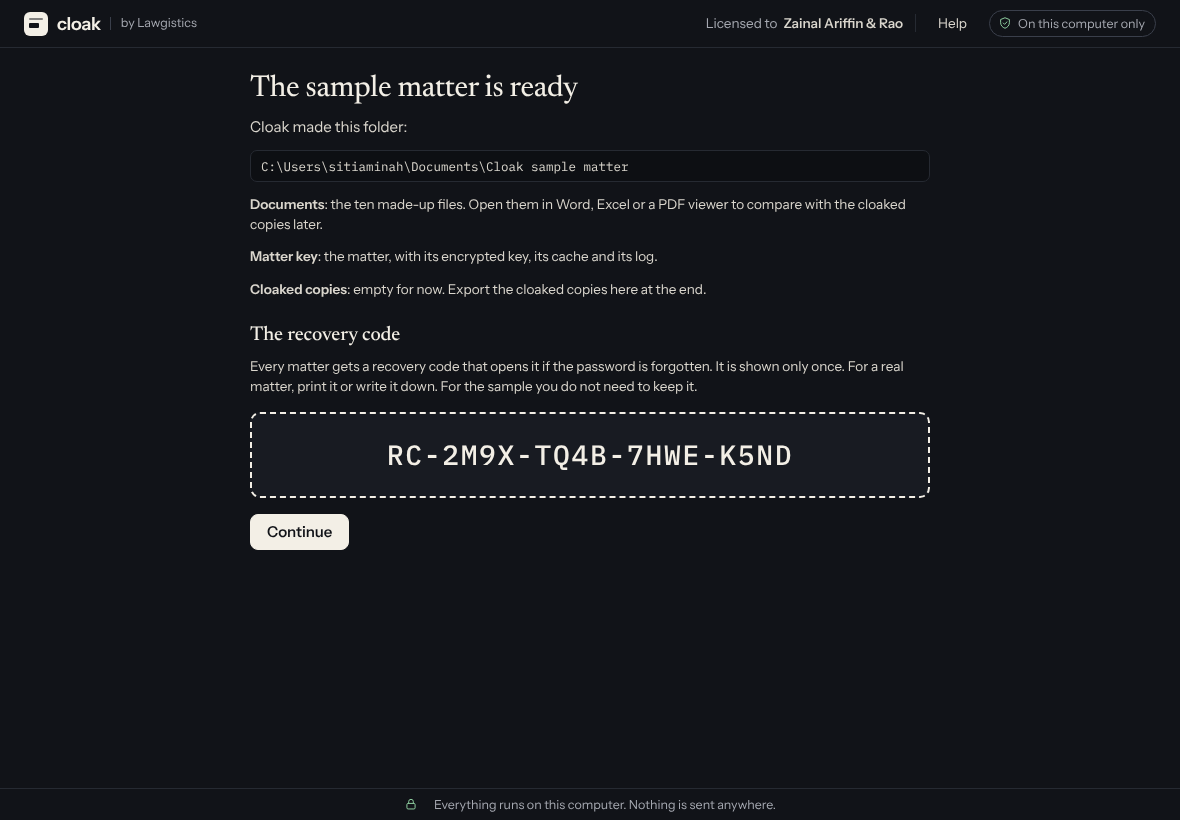 cloak
by Lawgistics
Licensed to Zainal Ariffin & Rao
Help
On this computer only
The sample matter is ready
Cloak made this folder:
C:\Users\sitiaminah\Documents\Cloak sample matter
Documents: the ten made-up files. Open them in Word, Excel or a PDF viewer to compare with the cloaked
copies later.
Matter key: the matter, with its encrypted key, its cache and its log.
Cloaked copies: empty for now. Export the cloaked copies here at the end.
The recovery code
Every matter gets a recovery code that opens it if the password is forgotten. It is shown only once. For a real
matter, print it or write it down. For the sample you do not need to keep it.
RC-2M9X-TQ4B-7HWE-K5ND
Continue
Everything runs on this computer. Nothing is sent anywhere.